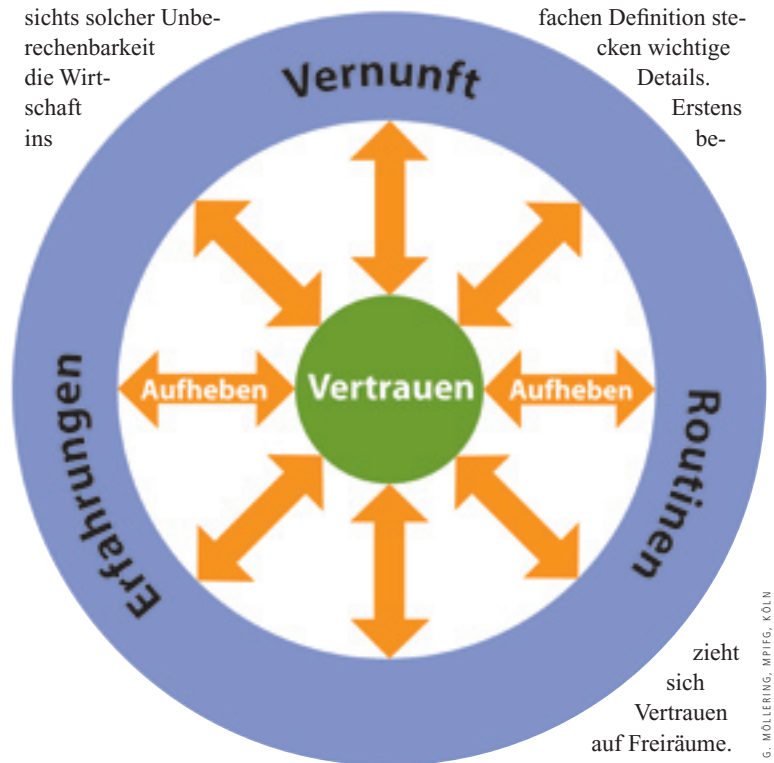 sichts solcher Unbe-
rechenbarkeit
die Wirt-
schaft
ins
fachen Definition ste-
cken wichtige
Details.
Erstens
be-
Vernunft
Erfahrungen
Aufheben
Vertrauen
Aufheben
Routinen
zieht
sich
Vertrauen
auf Freiräume.
G. MÖLLERING, MPIFG, KÖLN